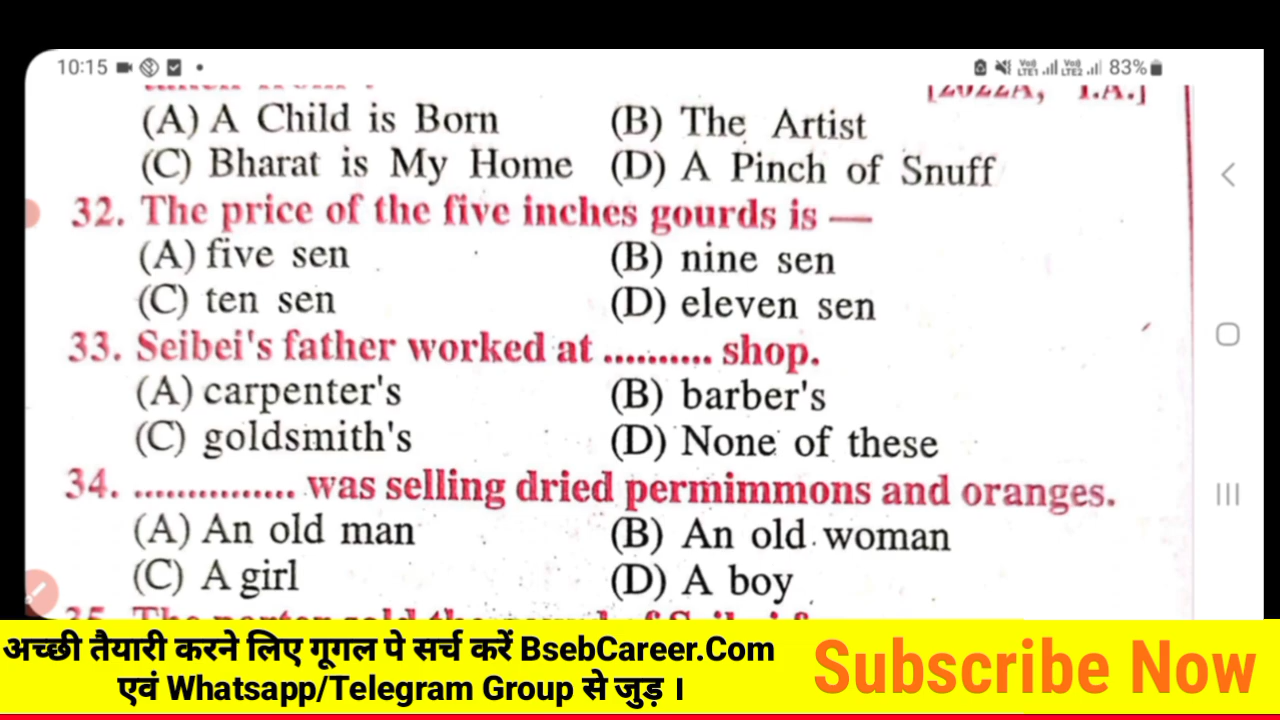 10:15 83%
(A) A Child is Born (B) The Artist
(C) Bharat is My Home (D) A Pinch of Snuff
32. The price of the five inches gourds is —
(A) five sen (B) nine sen
(C) ten sen (D) eleven sen
33. Seibei's father worked at .......... shop.
(A) carpenter's (B) barber's
(C) goldsmith's (D) None of these
34. ............... was selling dried permimmons and oranges.
(A) An old man (B) An old woman
(C) A girl (D) A boy
अच्छी तैयारी करने लिए गूगल पे सर्च करें BsebCareer.Com
एवं Whatsapp/Telegram Group से जुड़ ।
Subscribe Now